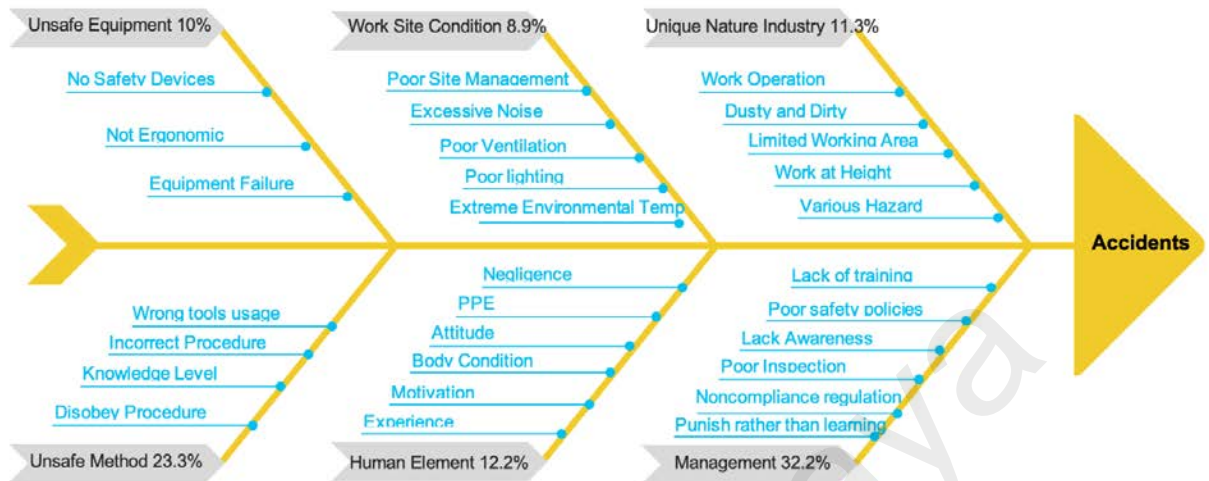 Unsafe Equipment 10%
No Safety Devices
Not Ergonomic
Equipment Failure
Work Site Condition 8.9%
Poor Site Management
Excessive Noise
Poor Ventilation
Poor lighting
Extreme Environmental Temp
Unique Nature Industry 11.3%
Work Operation
Dusty and Dirty
Limited Working Area
Work at Height
Various Hazard
Accidents
Wrong tools usage
Incorrect Procedure
Knowledge Level
Disobey Procedure
Unsafe Method 23.3%
Negligence
PPE
Attitude
Body Condition
Motivation
Experience
Human Element 12.2%
Lack of training
Poor safety policies
Lack Awareness
Poor Inspection
Noncompliance regulation
Punish rather than learning
Management 32.2%